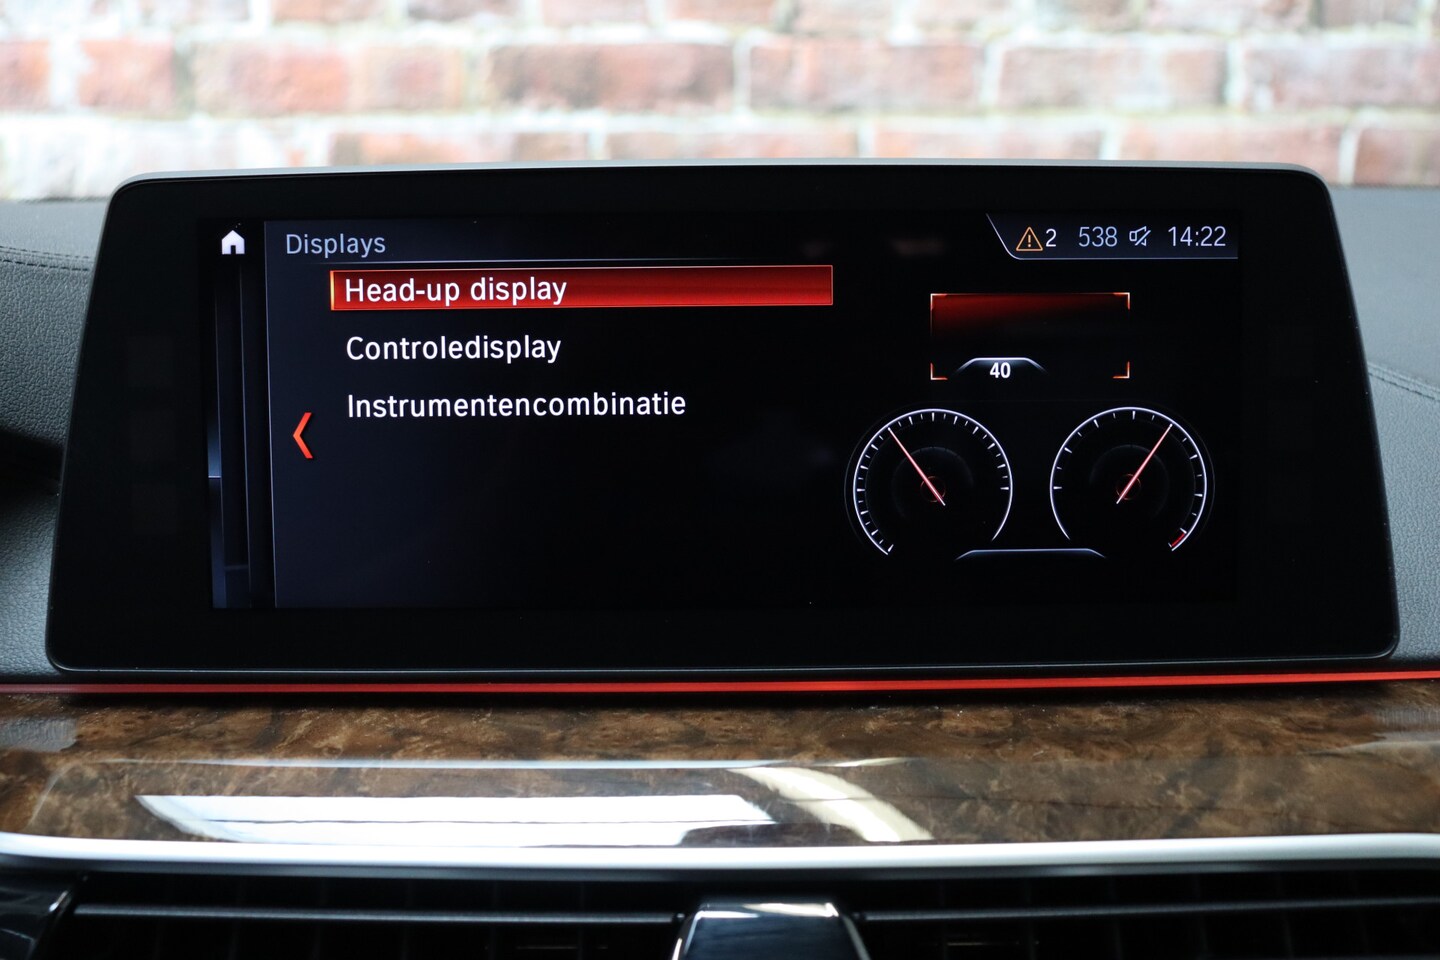 Displays
2 538 14:22
Head-up display
Controledisplay
Instrumentencombinatie
40